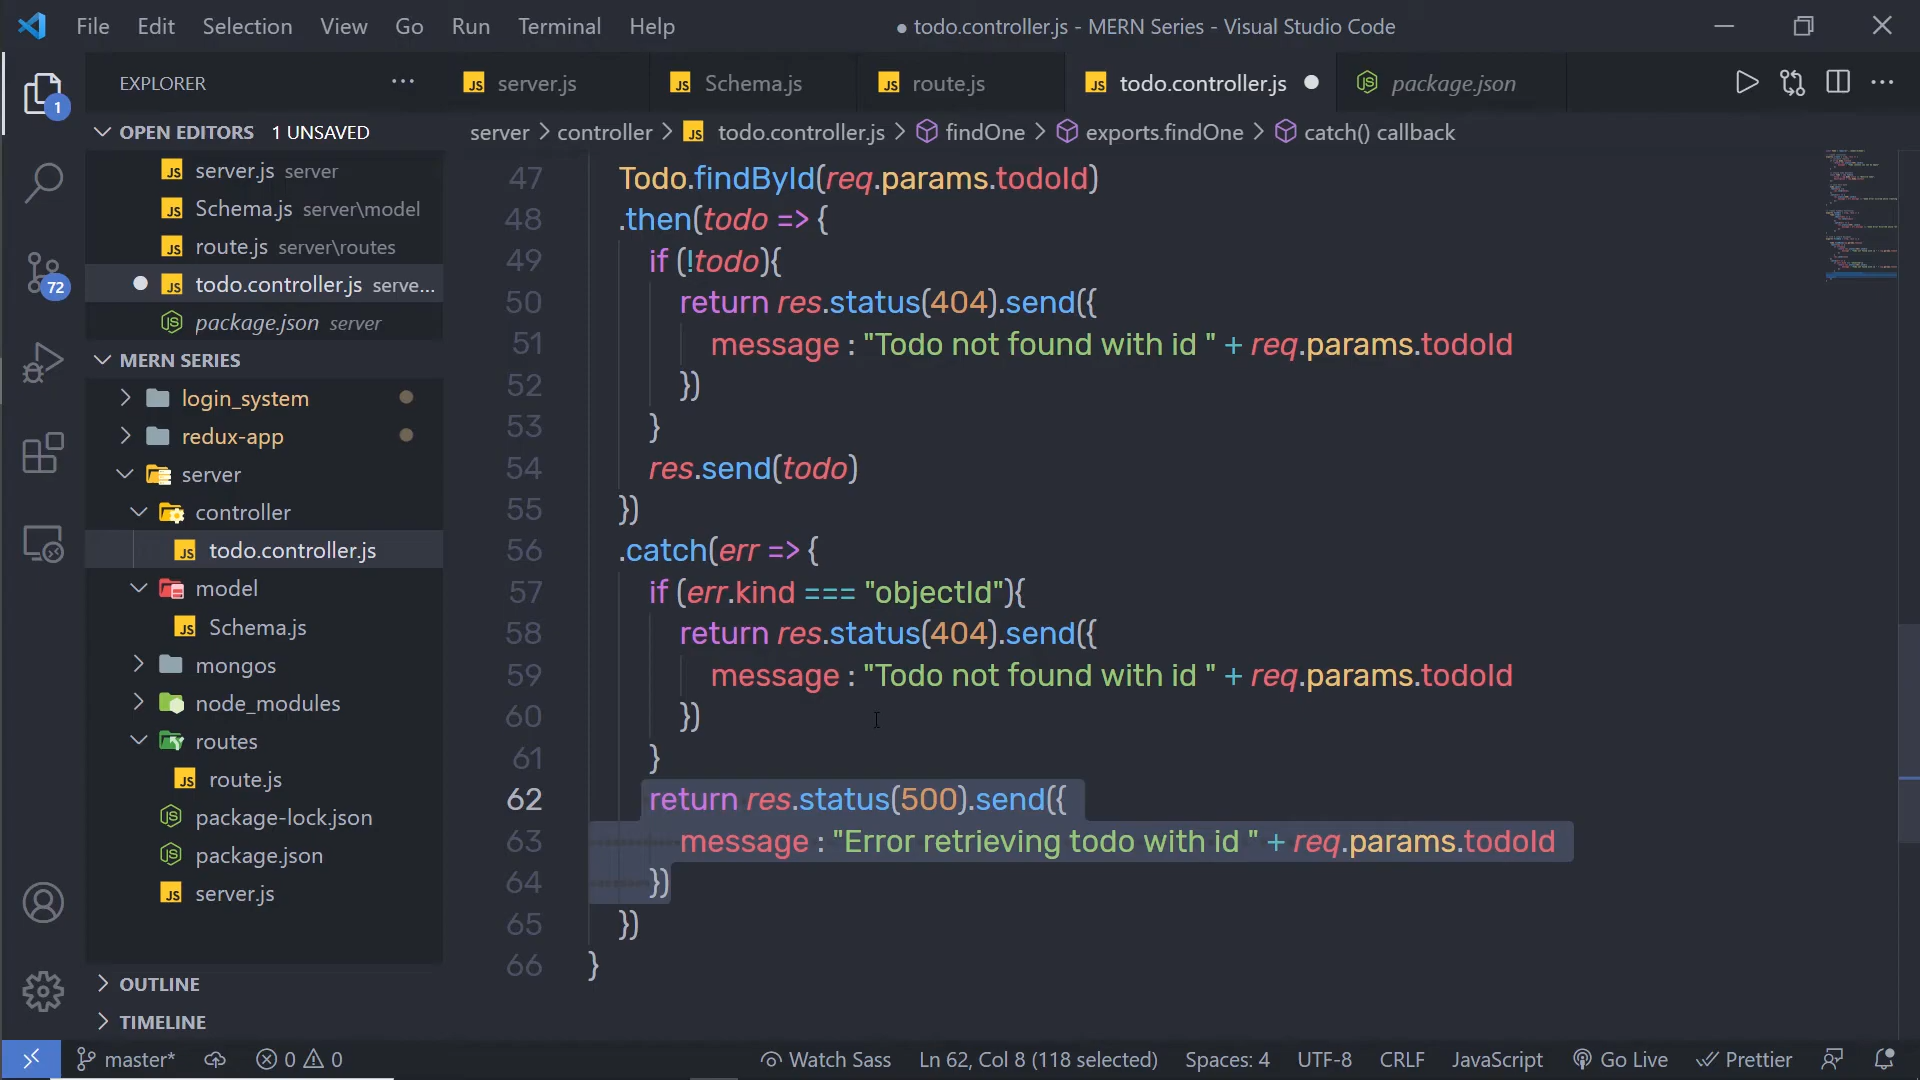 File Edit Selection View Go Run Terminal Help
● todo.controller.js - MERN Series - Visual Studio Code
EXPLORER ...
server.js
Schema.js
route.js
todo.controller.js
package.json
1
72
OPEN EDITORS 1 UNSAVED
server.js server
Schema.js server\model
route.js server\routes
todo.controller.js serve...
package.json server
MERN SERIES
login_system
redux-app
server
controller
todo.controller.js
model
Schema.js
mongos
node_modules
routes
route.js
package-lock.json
package.json
server.js
OUTLINE
TIMELINE
server > controller > JS todo.controller.js > findOne > exports.findOne > catch() callback
47 Todo.findById(req.params.todoId)
48 .then(todo => {
49 if (!todo){
50 return res.status(404).send({
51 message : "Todo not found with id " + req.params.todoId
52 })
53 }
54 res.send(todo)
55 })
56 .catch(err => {
57 if (err.kind === "objectId"){
58 return res.status(404).send({
59 message : "Todo not found with id " + req.params.todoId
60 })
61 }
62 return res.status(500).send({
63 message : "Error retrieving todo with id " + req.params.todoId
64 })
65 })
66 }
master* 0 0 Watch Sass Ln 62, Col 8 (118 selected) Spaces: 4 UTF-8 CRLF JavaScript Go Live Prettier